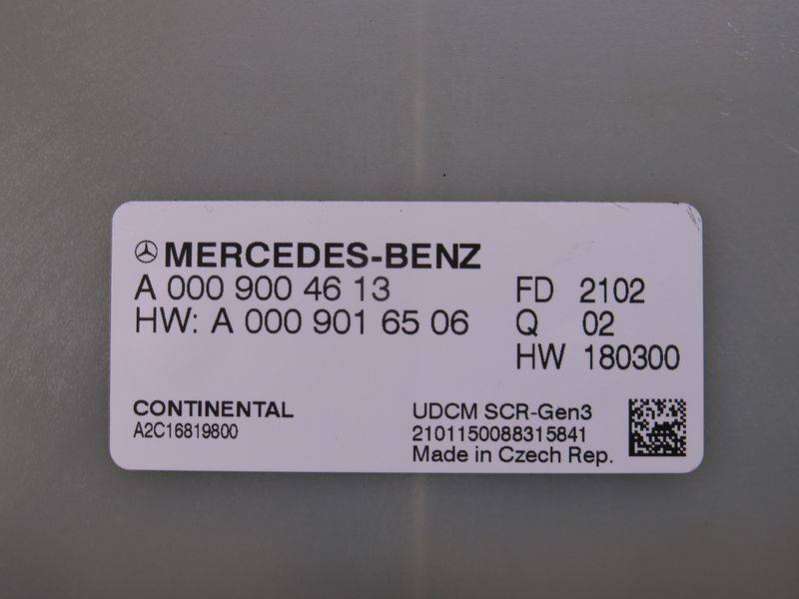 MERCEDES-BENZ
A 000 900 46 13
HW: A 000 901 65 06
FD 2102
Q 02
HW 180300
CONTINENTAL
A2C16819800
UDCM SCR-Gen3
2101150088315841
Made in Czech Rep.